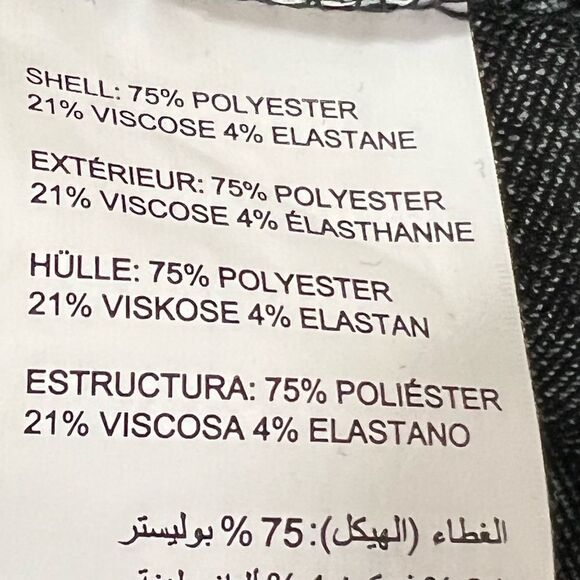 SHELL: 75% POLYESTER
21% VISCOSE 4% ELASTANE
EXTÉRIEUR: 75% POLYESTER
21% VISCOSE 4% ÉLASTHANNE
HÜLLE: 75% POLYESTER
21% VISKOSE 4% ELASTAN
ESTRUCTURA: 75% POLIÉSTER
21% VISCOSA 4% ELASTANO
الغطاء (الهيكل):75 % بوليستر